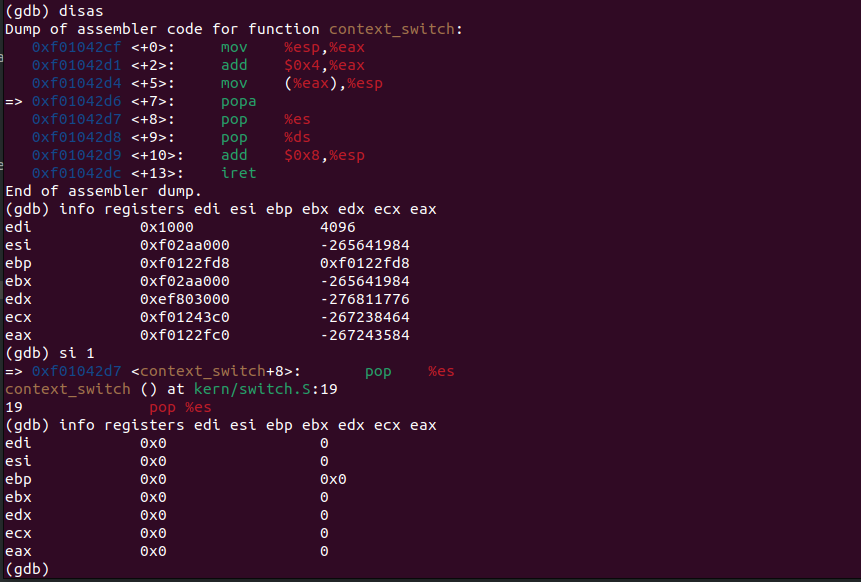 (gdb) disas
Dump of assembler code for function context_switch:
   0xf01042cf <+0>:     mov    %esp,%eax
   0xf01042d1 <+2>:     add    $0x4,%eax
   0xf01042d4 <+5>:     mov    (%eax),%esp
=> 0xf01042d6 <+7>:     popa
   0xf01042d7 <+8>:     pop    %es
   0xf01042d8 <+9>:     pop    %ds
   0xf01042d9 <+10>:    add    $0x8,%esp
   0xf01042dc <+13>:    iret
End of assembler dump.
(gdb) info registers edi esi ebp ebx edx ecx eax
edi            0x1000              4096
esi            0xf02aa000          -265641984
ebp            0xf0122fd8          0xf0122fd8
ebx            0xf02aa000          -265641984
edx            0xef803000          -276811776
ecx            0xf01243c0          -267238464
eax            0xf0122fc0          -267243584
(gdb) si 1
=> 0xf01042d7 <context_switch+8>:       pop    %es
context_switch () at kern/switch.S:19
19              pop %es
(gdb) info registers edi esi ebp ebx edx ecx eax
edi            0x0                 0
esi            0x0                 0
ebp            0x0                 0x0
ebx            0x0                 0
edx            0x0                 0
ecx            0x0                 0
eax            0x0                 0
(gdb)